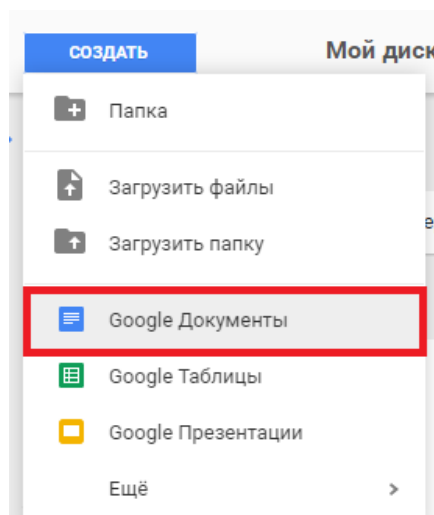 СОЗДАТЬ Мой диск
Папка
Загрузить файлы
Загрузить папку
Google Документы
Google Таблицы
Google Презентации
Ещё